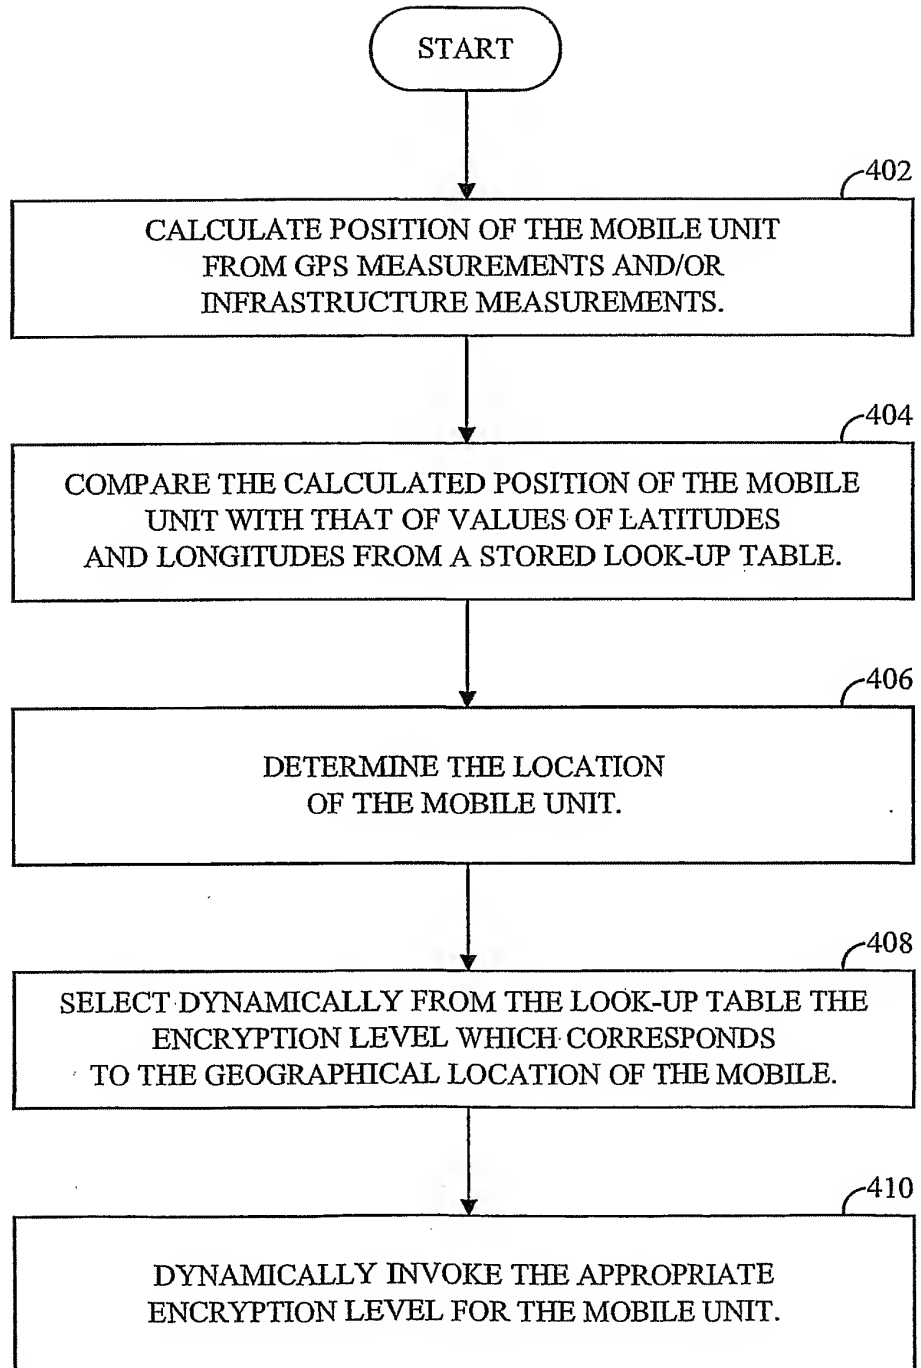 START
402
CALCULATE POSITION OF THE MOBILE UNIT
FROM GPS MEASUREMENTS AND/OR
INFRASTRUCTURE MEASUREMENTS.
404
COMPARE THE CALCULATED POSITION OF THE MOBILE
UNIT WITH THAT OF VALUES OF LATITUDES
AND LONGITUDES FROM A STORED LOOK-UP TABLE.
406
DETERMINE THE LOCATION
OF THE MOBILE UNIT.
408
SELECT DYNAMICALLY FROM THE LOOK-UP TABLE THE
ENCRYPTION LEVEL WHICH CORRESPONDS
TO THE GEOGRAPHICAL LOCATION OF THE MOBILE.
410
DYNAMICALLY INVOKE THE APPROPRIATE
ENCRYPTION LEVEL FOR THE MOBILE UNIT.